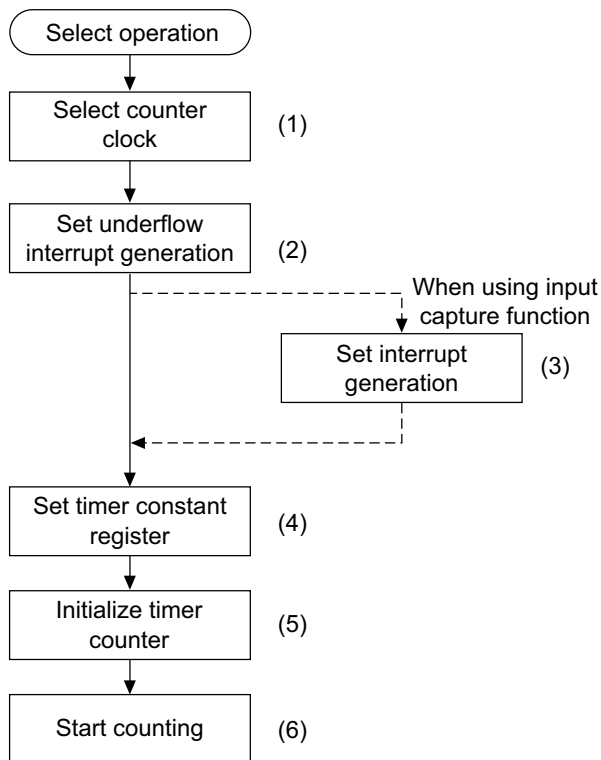 Select operation
Select counter
clock
(1)
Set underflow
interrupt generation
(2)
When using input
capture function
Set interrupt
generation
(3)
Set timer constant
register
(4)
Initialize timer
counter
(5)
Start counting
(6)